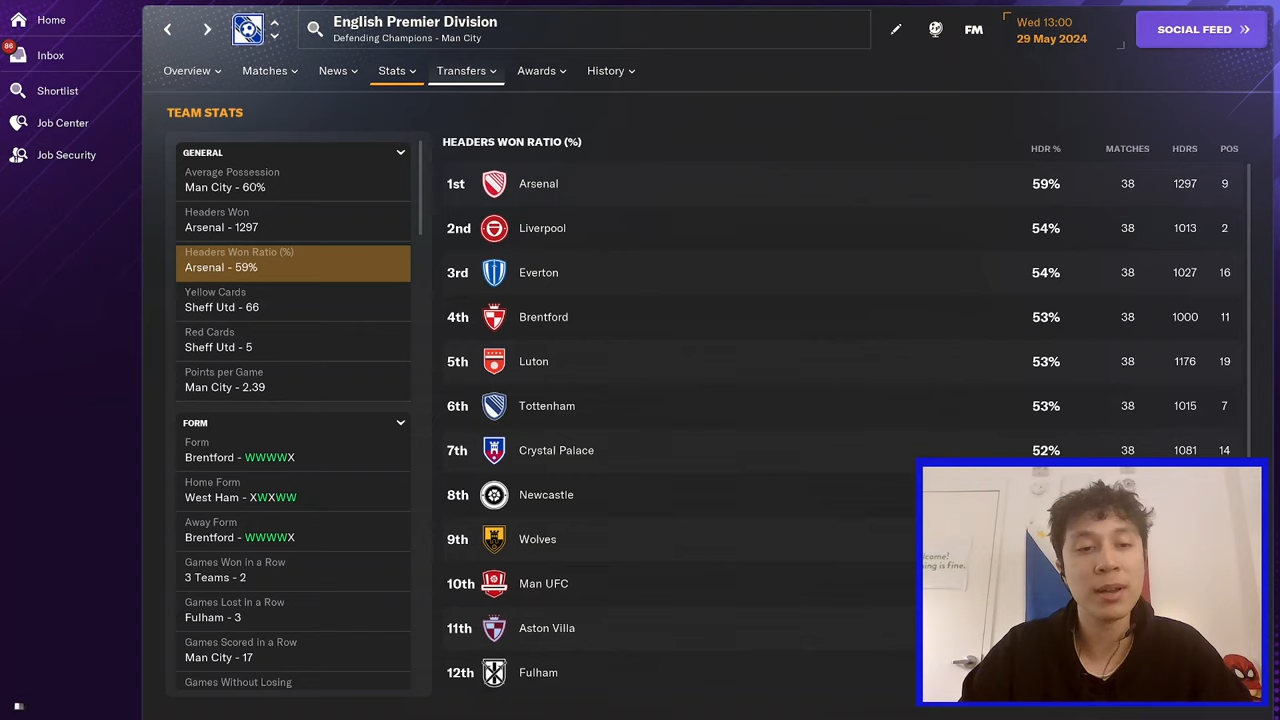 Home
86
Inbox
Shortlist
Job Center
Job Security
English Premier Division
Defending Champions - Man City
FM
Wed 13:00
29 May 2024
SOCIAL FEED
Overview
Matches
News
Stats
Transfers
Awards
History
TEAM STATS
GENERAL
Average Possession
Man City - 60%
Headers Won
Arsenal - 1297
Headers Won Ratio (%)
Arsenal - 59%
Yellow Cards
Sheff Utd - 66
Red Cards
Sheff Utd - 5
Points per Game
Man City - 2.39
FORM
Form
Brentford - WWWWX
Home Form
West Ham - XWXWW
Away Form
Brentford - WWWWX
Games Won in a Row
3 Teams - 2
Games Lost in a Row
Fulham - 3
Games Scored in a Row
Man City - 17
Games Without Losing
HEADERS WON RATIO (%)
HDR % MATCHES HDRS POS
1st Arsenal 59% 38 1297 9
2nd Liverpool 54% 38 1013 2
3rd Everton 54% 38 1027 16
4th Brentford 53% 38 1000 11
5th Luton 53% 38 1176 19
6th Tottenham 53% 38 1015 7
7th Crystal Palace 52% 38 1081 14
8th Newcastle
9th Wolves
10th Man UFC
11th Aston Villa
12th Fulham
lcome!
ing is fine.